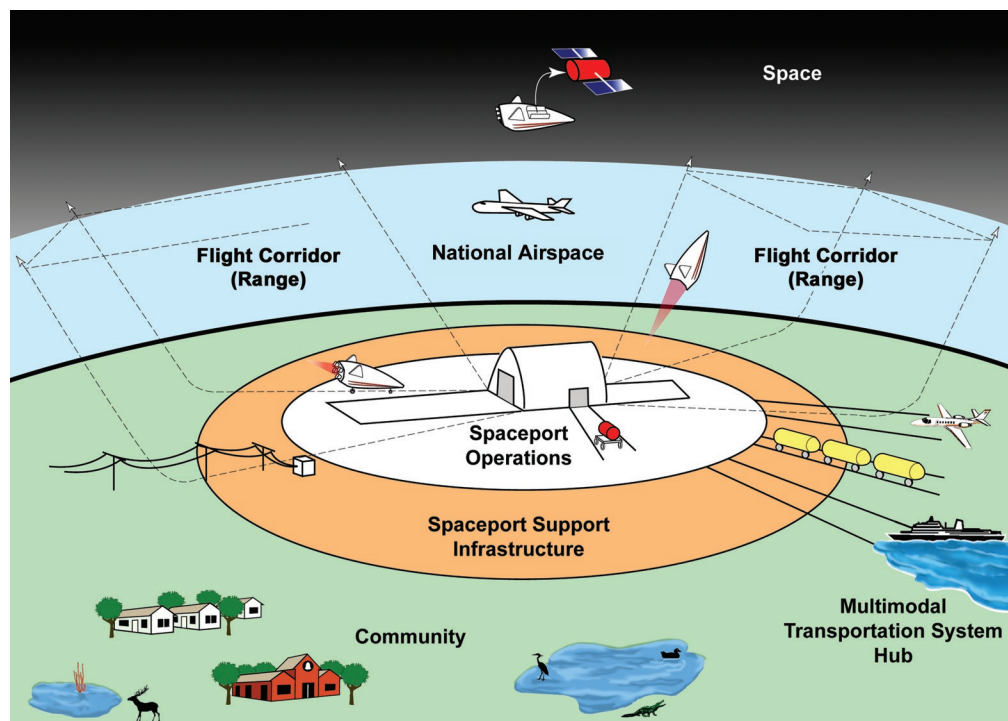 Space
Flight Corridor
(Range)
National Airspace
Flight Corridor
(Range)
Spaceport
Operations
Spaceport Support
Infrastructure
Community
Multimodal
Transportation System
Hub